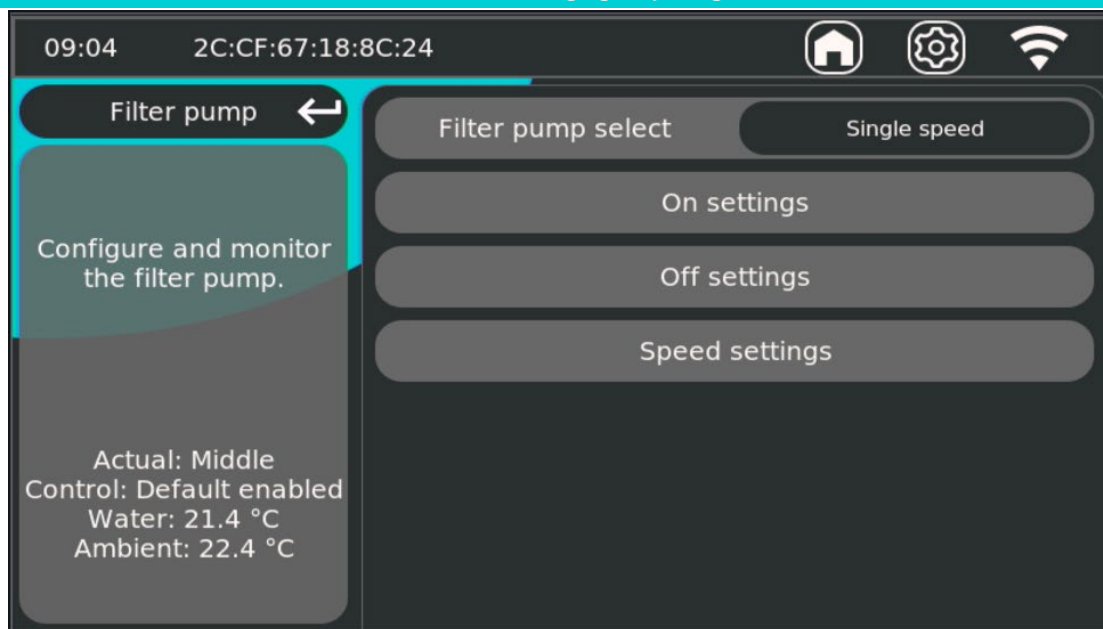 09:04
2C:CF:67:18:8C:24
Filter pump
Configure and monitor
the filter pump.
Actual: Middle
Control: Default enabled
Water: 21.4 °C
Ambient: 22.4 °C
Filter pump select
Single speed
On settings
Off settings
Speed settings